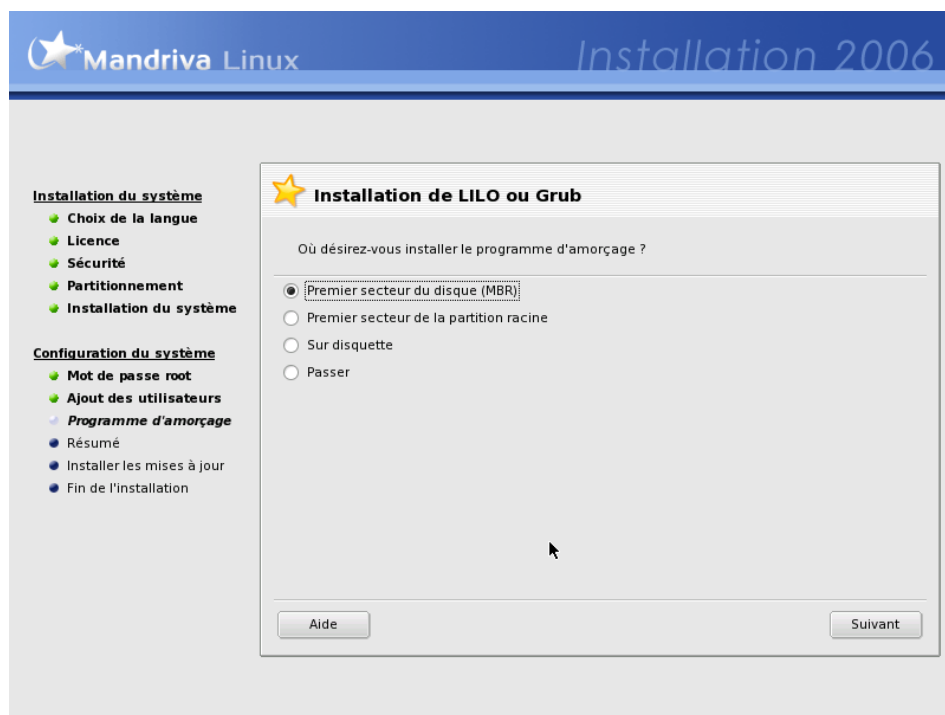 Mandriva Linux
Installation 2006
Installation du système
Choix de la langue
Licence
Sécurité
Partitionnement
Installation du système
Configuration du système
Mot de passe root
Ajout des utilisateurs
Programme d'amorçage
Résumé
Installer les mises à jour
Fin de l'installation
Installation de LILO ou Grub
Où désirez-vous installer le programme d'amorçage ?
Premier secteur du disque (MBR)
Premier secteur de la partition racine
Sur disquette
Passer
Aide
Suivant